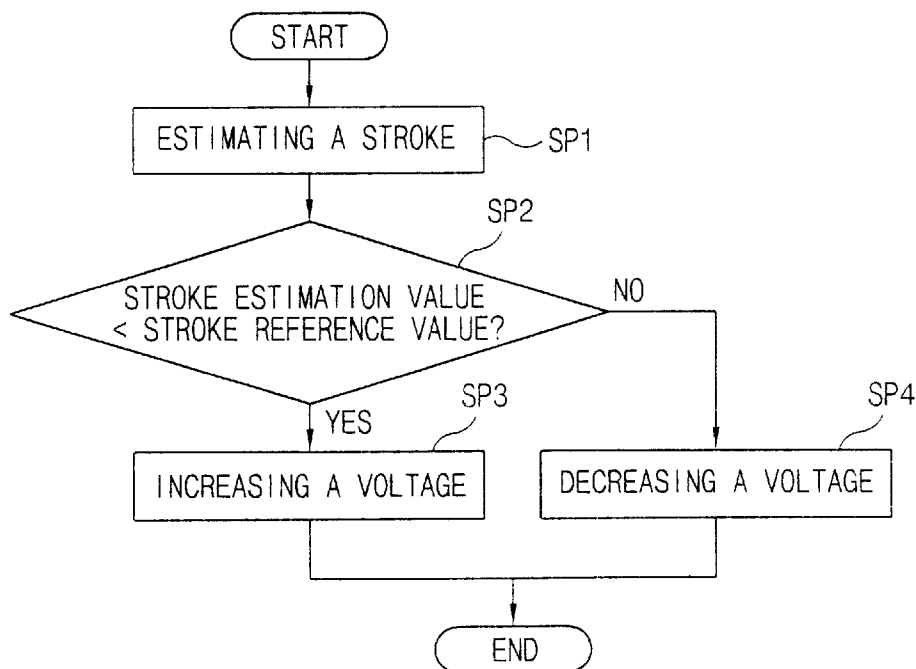 START
ESTIMATING A STROKE
SP1
SP2
STROKE ESTIMATION VALUE
< STROKE REFERENCE VALUE?
NO
YES
SP3
SP4
INCREASING A VOLTAGE
DECREASING A VOLTAGE
END